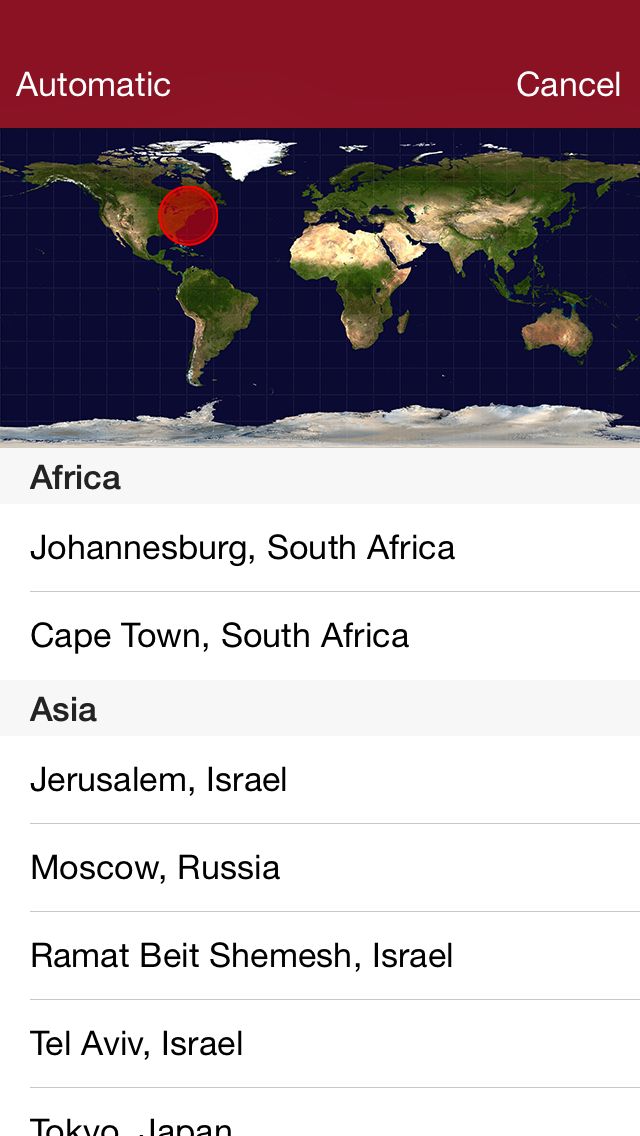 Automatic
Cancel
Africa
Johannesburg, South Africa
Cape Town, South Africa
Asia
Jerusalem, Israel
Moscow, Russia
Ramat Beit Shemesh, Israel
Tel Aviv, Israel
Tokyo, Japan